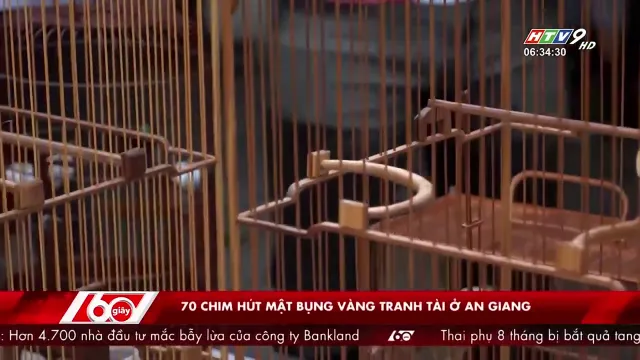 HTV9 HD
06:34:30
60 giây
70 CHIM HÚT MẬT BỤNG VÀNG TRANH TÀI Ở AN GIANG
: Hơn 4.700 nhà đầu tư mắc bẫy lừa của công ty Bankland 60 Thai phụ 8 tháng bị bắt quả tang